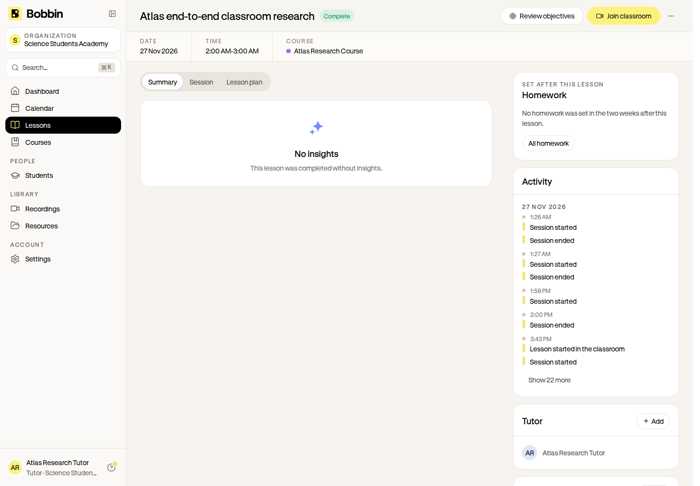 Bobbin
ORGANIZATION
S
Science Students Academy
Search...
⌘ K
Dashboard
Calendar
Lessons
Courses
PEOPLE
Students
LIBRARY
Recordings
Resources
ACCOUNT
Settings
AR
Atlas Research Tutor
Tutor · Science Studen...
Atlas end-to-end classroom research
Complete
Review objectives
Join classroom
DATE
27 Nov 2026
TIME
2:00 AM-3:00 AM
COURSE
Atlas Research Course
Summary
Session
Lesson plan
No insights
This lesson was completed without insights.
SET AFTER THIS LESSON
Homework
No homework was set in the two weeks after this
lesson.
All homework
Activity
27 NOV 2026
1:26 AM
Session started
Session ended
1:27 AM
Session started
Session ended
1:58 PM
Session started
2:00 PM
Session ended
3:43 PM
Lesson started in the classroom
Session started
Show 22 more
Tutor
+ Add
AR
Atlas Research Tutor